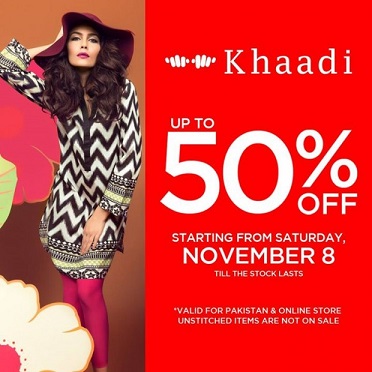 Khaadi
UP TO
50% OFF
STARTING FROM SATURDAY,
NOVEMBER 8
TILL THE STOCK LASTS
*VALID FOR PAKISTAN & ONLINE STORE
UNSTITCHED ITEMS ARE NOT ON SALE